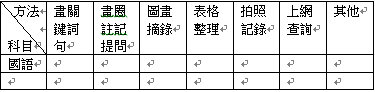 方法 畫關 畫圈 圖畫 表格 拍照 上網 其他
鍵詞 註記 摘錄 整理 記錄 查詢
科目 句 提問
國語